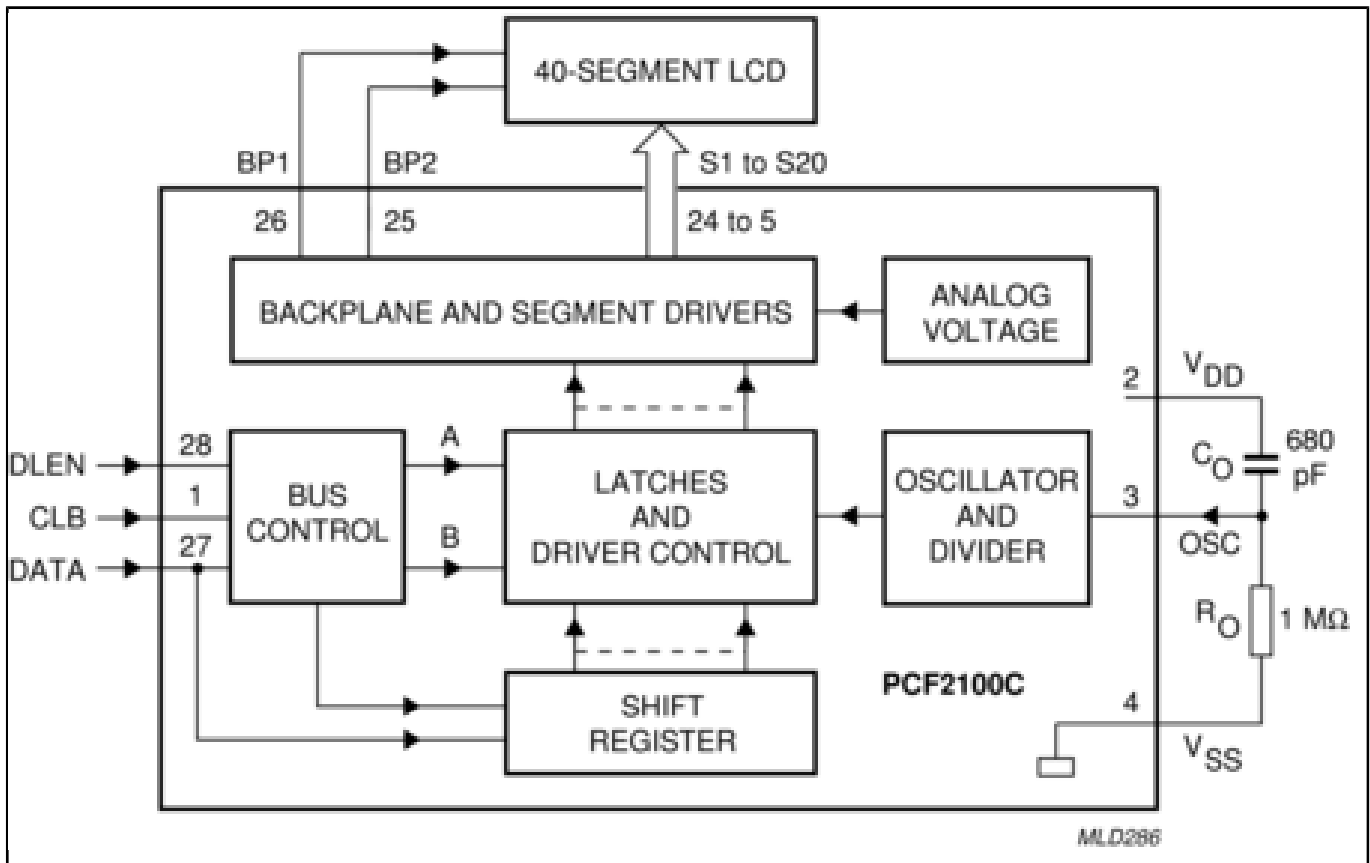 40-SEGMENT LCD
BP1
BP2
S1 to S20
26
25
24 to 5
BACKPLANE AND SEGMENT DRIVERS
ANALOG
VOLTAGE
2
VDD
DLEN
28
CLB
1
DATA
27
BUS
CONTROL
A
B
LATCHES
AND
DRIVER CONTROL
OSCILLATOR
AND
DIVIDER
CO
680
pF
3
OSC
RO
1 MΩ
SHIFT
REGISTER
PCF2100C
4
VSS
MLD286